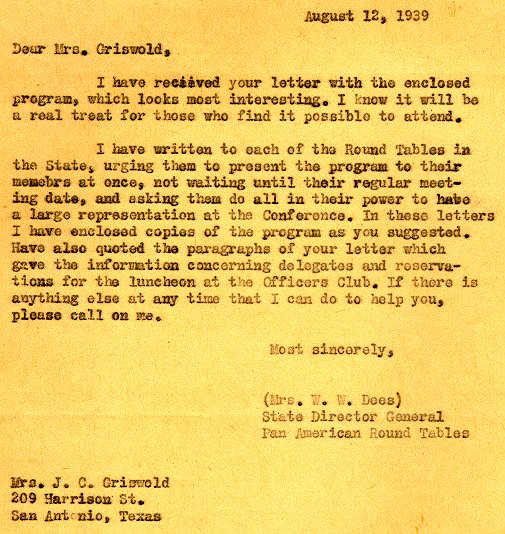 August 12, 1939
Dear Mrs. Griswold,
I have recieved your letter with the enclosed
program, which looks most interesting. I know it will be
a real treat for those who find it possible to attend.
I have written to each of the Round Tables in
the State, urging them to present the program to their
memebrs at once, not waiting until their regular meet-
ing date, and asking them do all in their power to have
a large representation at the Conference. In these letters
I have enclosed copies of the program as you suggested.
Have also quoted the paragraphs of your letter which
gave the information concerning delegates and reserva-
tions for the luncheon at the Officers Club. If there is
anything else at any time that I can do to help you,
please call on me.
Most sincerely,
(Mrs. W. W. Dees)
State Director General
Pan American Round Tables
Mrs. J. C. Griswold
209 Harrison St.
San Antonio, Texas